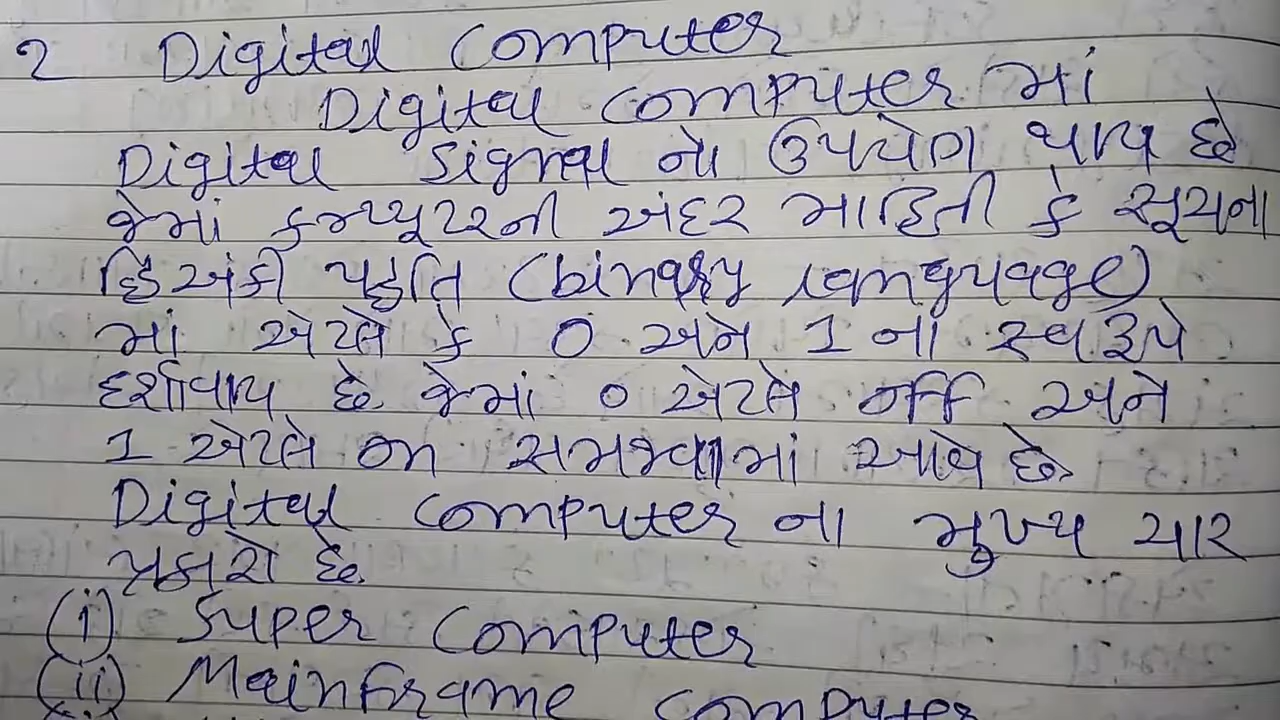 2 Digital Computer
Digital Computer માં
Digital Signal નો ઉપયોગ થાય છે
જેમાં કમ્પ્યૂટરની અંદર માહિતી કે સૂચના
દ્વિઅંકી પદ્ધતિ (binary language)
માં એટલે કે 0 અને 1 ના સ્વરૂપે
દર્શાવાય છે. જેમાં 0 એટલે off અને
1 એટલે on સમજવામાં આવે છે.
Digital Computer ના મુખ્ય ચાર
પ્રકારો છે.
(i) Super Computer
(ii) Mainframe Computer